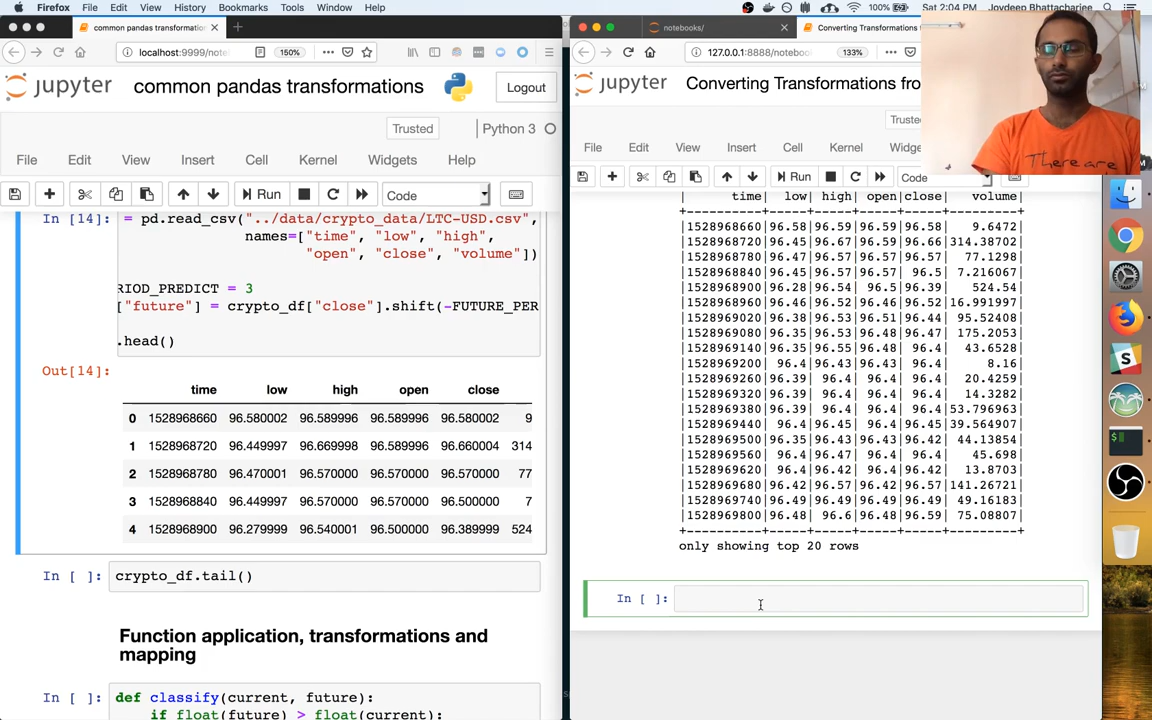 Firefox File Edit View History Bookmarks Tools Window Help
100% Sat 2:04 PM Joydeep Bhattacharjee
common pandas transformation
localhost:9999/note
150%
jupyter common pandas transformations
Logout
Trusted Python 3
File Edit View Insert Cell Kernel Widgets Help
Run Code
In [14]: = pd.read_csv("../data/crypto_data/LTC-USD.csv",
names=["time", "low", "high",
"open", "close", "volume"])
RIOD_PREDICT = 3
["future"] = crypto_df["close"].shift(-FUTURE_PER
.head()
Out[14]:
time low high open close
0 1528968660 96.580002 96.589996 96.589996 96.580002 9
1 1528968720 96.449997 96.669998 96.589996 96.660004 314
2 1528968780 96.470001 96.570000 96.570000 96.570000 77
3 1528968840 96.449997 96.570000 96.570000 96.500000 7
4 1528968900 96.279999 96.540001 96.500000 96.389999 524
In [ ]: crypto_df.tail()
Function application, transformations and
mapping
In [ ]: def classify(current, future):
if float(future) > float(current):
notebooks/
Converting Transformations f
127.0.0.1:8888/noteboo
133%
jupyter Converting Transformations fro
Trusted
File Edit View Insert Cell Kernel Widge
Run Code
| time| low| high| open|close| volume|
+----------+-----+-----+-----+-----+---------+
|1528968660|96.58|96.59|96.59|96.58| 9.6472|
|1528968720|96.45|96.67|96.59|96.66|314.38702|
|1528968780|96.47|96.57|96.57|96.57| 77.1298|
|1528968840|96.45|96.57|96.57| 96.5| 7.216067|
|1528968900|96.28|96.54| 96.5|96.39| 524.54|
|1528968960|96.46|96.52|96.46|96.52|16.991997|
|1528969020|96.38|96.53|96.51|96.44| 95.52408|
|1528969080|96.35|96.53|96.48|96.47| 175.2053|
|1528969140|96.35|96.55|96.48| 96.4| 43.6528|
|1528969200| 96.4|96.43|96.43| 96.4| 8.16|
|1528969260|96.39| 96.4| 96.4| 96.4| 20.4259|
|1528969320|96.39| 96.4| 96.4| 96.4| 14.3282|
|1528969380|96.39| 96.4| 96.4| 96.4|53.796963|
|1528969440| 96.4|96.45| 96.4|96.45|39.564907|
|1528969500|96.35|96.43|96.43|96.42| 44.13854|
|1528969560| 96.4|96.47| 96.4|96.45| 45.698|
|1528969620| 96.4|96.42| 96.4|96.42| 13.8703|
|1528969680|96.42|96.57|96.42|96.57|141.26721|
|1528969740|96.49|96.49|96.49|96.49| 49.16183|
|1528969800|96.48| 96.6|96.48|96.59| 75.08807|
+----------+-----+-----+-----+-----+---------+
only showing top 20 rows
In [ ]:
There are